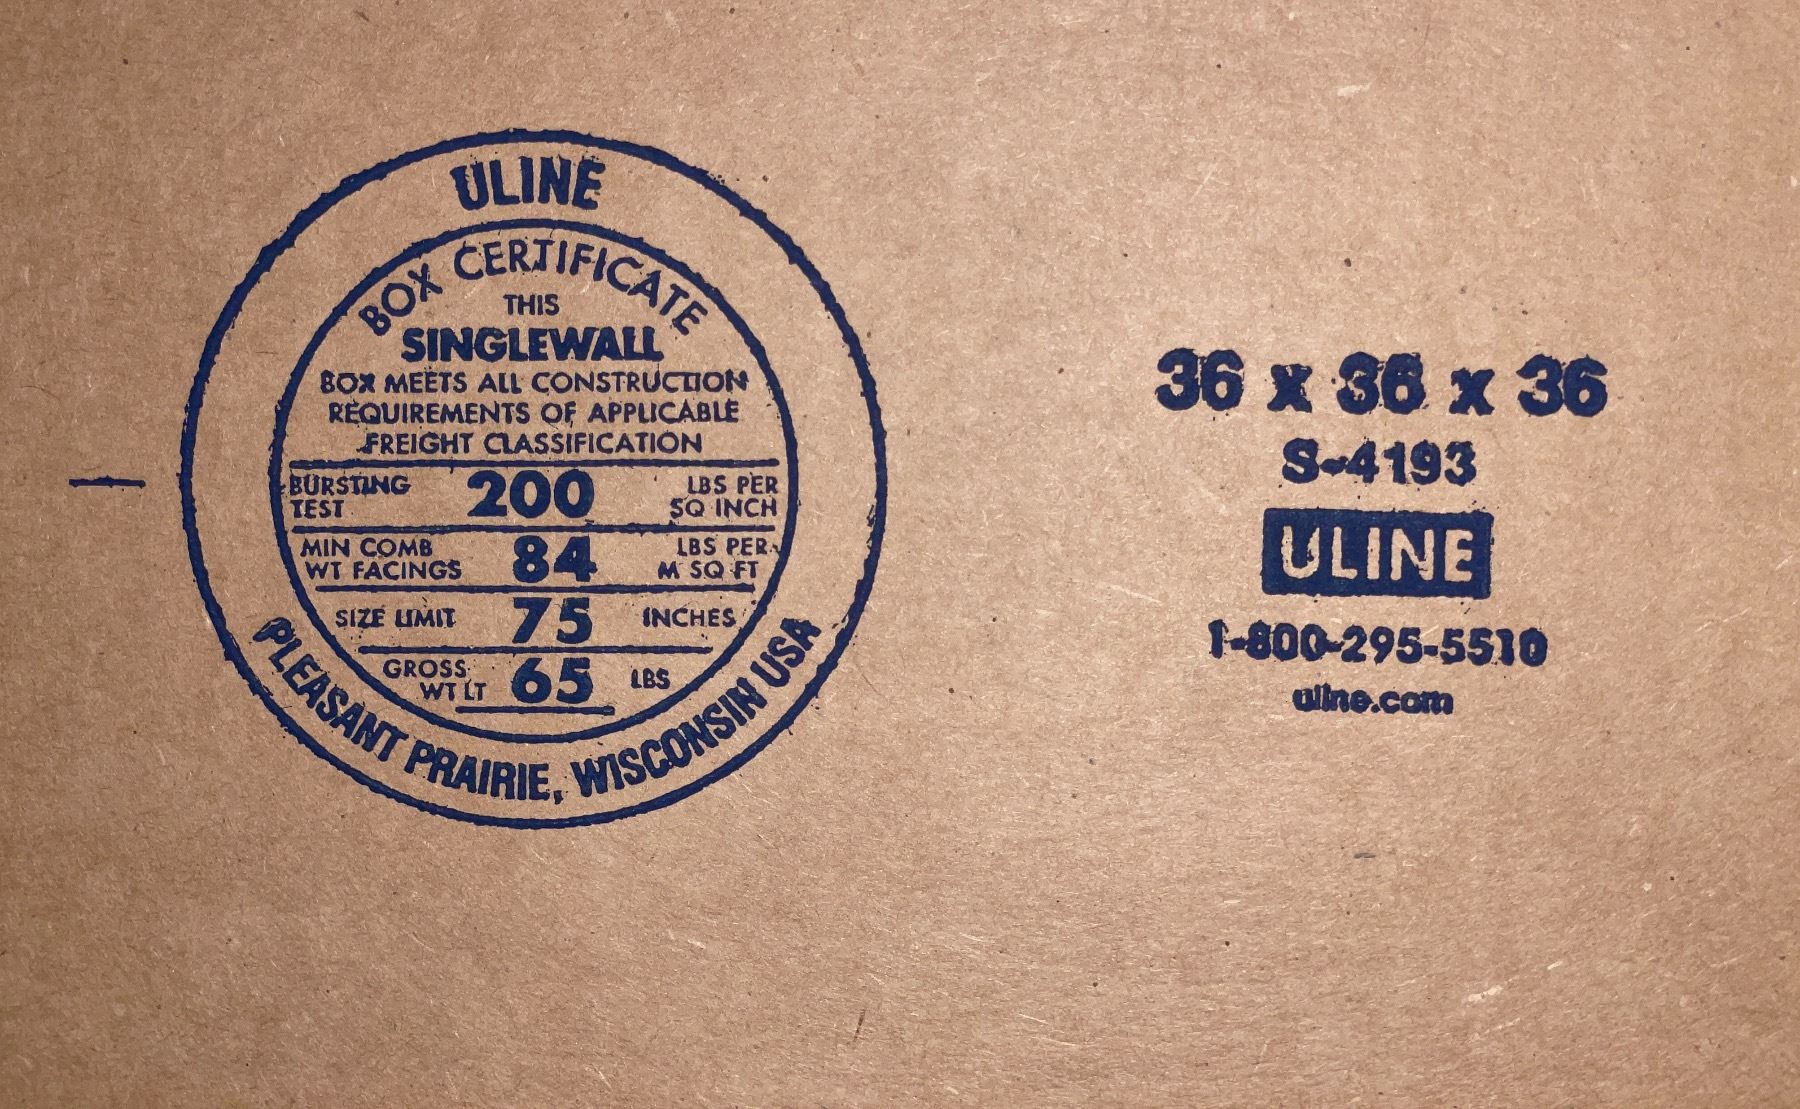 ULINE
BOX CERTIFICATE
THIS
SINGLEWALL
BOX MEETS ALL CONSTRUCTION
REQUIREMENTS OF APPLICABLE
FREIGHT CLASSIFICATION
BURSTING TEST 200 LBS PER SQ INCH
MIN COMB WT FACINGS 84 LBS PER M SQ FT
SIZE LIMIT 75 INCHES
GROSS WT LT 65 LBS
PLEASANT PRAIRIE, WISCONSIN USA
36 x 36 x 36
S-4193
ULINE
1-800-295-5510
uline.com